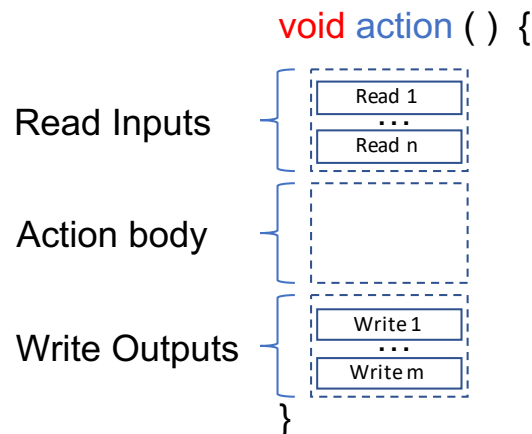 void action ( ) {
Read Inputs
Read 1
...
Read n
Action body
Write Outputs
Write 1
...
Write m
}